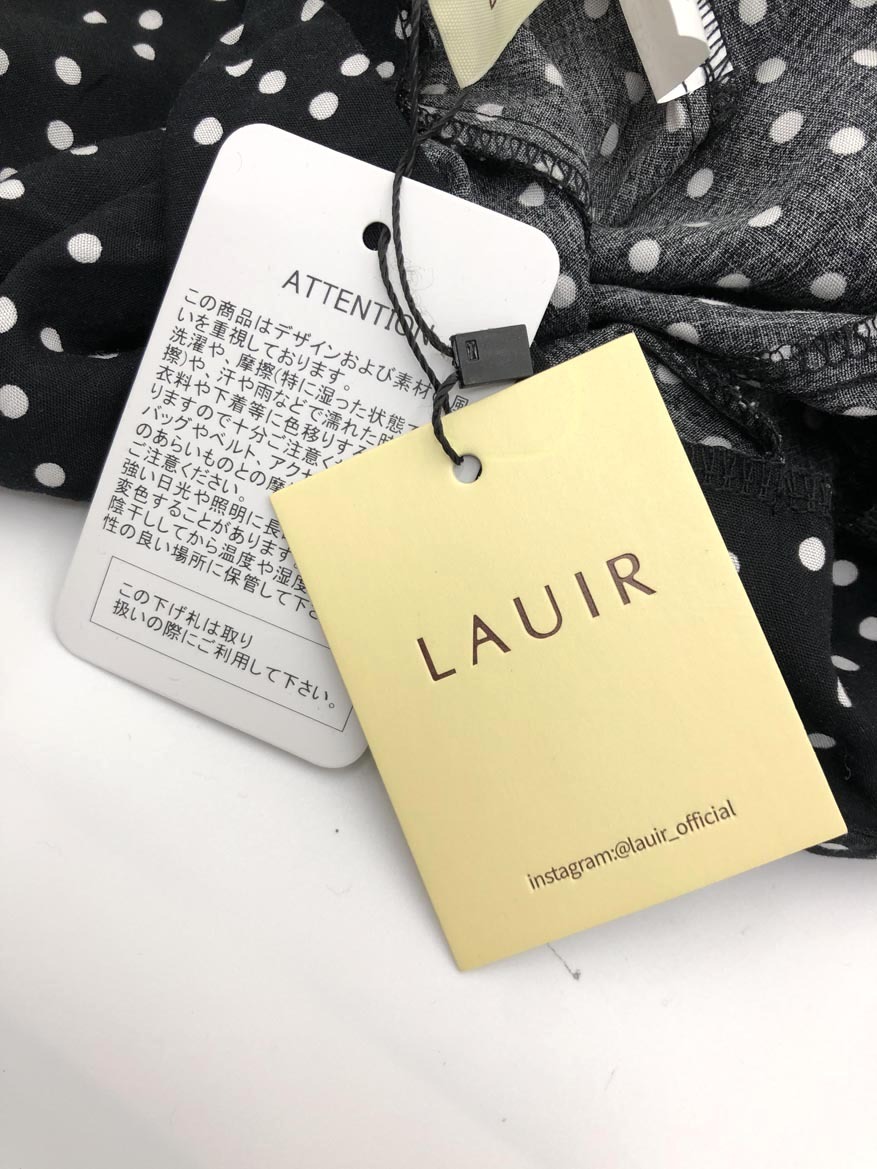 ATTENTION
この商品はデザインおよび素材
風
いを重視しております。
洗濯や、摩擦(特に湿った状態で
擦)や、汗や雨などで濡れた時
衣料や下着等に色移りする
りますので十分ご注意く
バッグやベルト、アクセ
のあらいものとの摩
ご注意ください。
強い日光や照明に長
変色することがあります。
陰干ししてから温度や湿度
性の良い場所に保管して下さ
この下げ札は取り
扱いの際にご利用して下さい。
LAUIR
instagram:@lauir_official